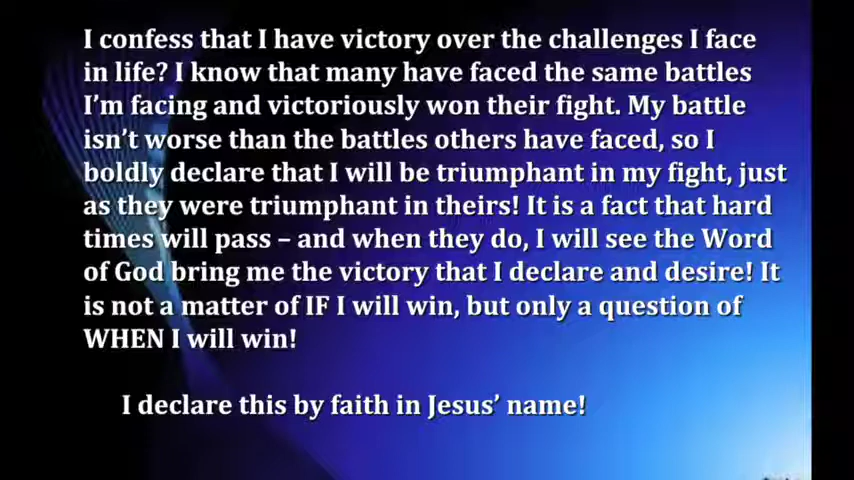 I confess that I have victory over the challenges I face
in life? I know that many have faced the same battles
I'm facing and victoriously won their fight. My battle
isn't worse than the battles others have faced, so I
boldly declare that I will be triumphant in my fight, just
as they were triumphant in theirs! It is a fact that hard
times will pass – and when they do, I will see the Word
of God bring me the victory that I declare and desire! It
is not a matter of IF I will win, but only a question of
WHEN I will win!
I declare this by faith in Jesus' name!